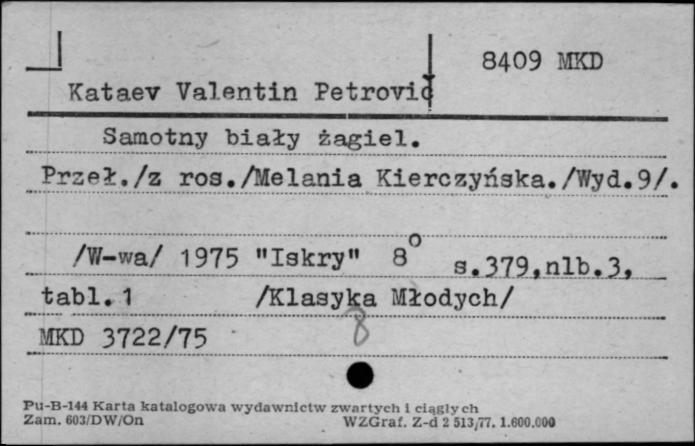 8409 MKD
Kataev Valentin Petrovič
Samotny biały żagiel.
Przeł./z ros./Melania Kierczyńska./Wyd.9/.
/W-wa/ 1975 "Iskry" 8° s.379,nlb.3,
tabl.1 /Klasyka Młodych/
MKD 3722/75 8
Pu-B-144 Karta katalogowa wydawnictw zwartych i ciągłych
Zam. 603/DW/On WZGraf. Z-d 2 513/77. 1.600.000